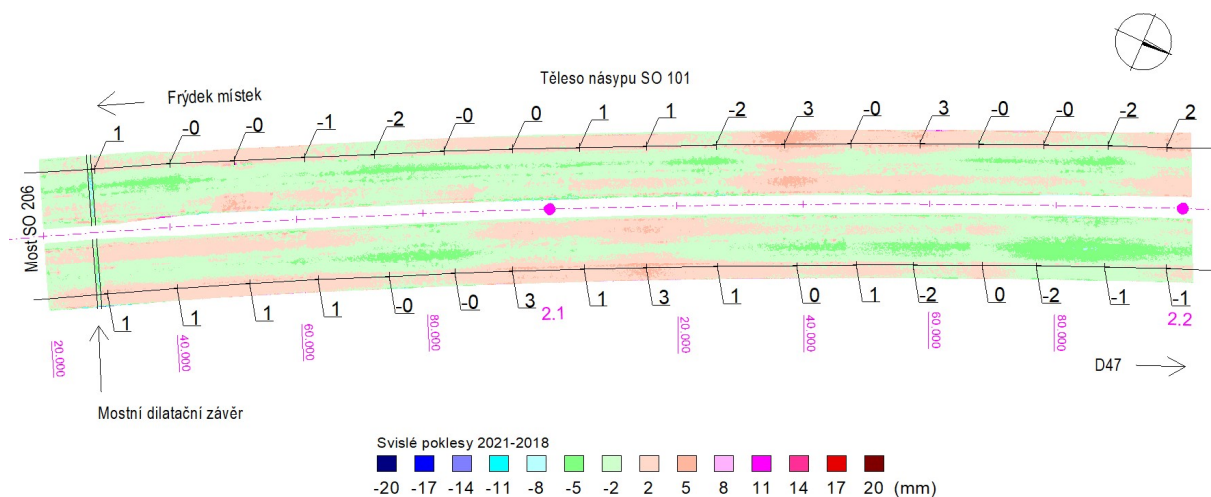 Frýdek místek
Těleso násypu SO 101
1 -0 -0 -1 -2 -0 0 1 1 -2 3 -0 3 -0 -0 -2 2
Most SO 206
1 1 1 1 -0 -0 3 1 3 1 0 1 -2 0 -2 -1 -1
2.1
2.2
20.000 40.000 60.000 80.000 20.000 40.000 60.000 80.000
D47
Mostní dilatační závěr
Svislé poklesy 2021-2018
-20 -17 -14 -11 -8 -5 -2 2 5 8 11 14 17 20 (mm)